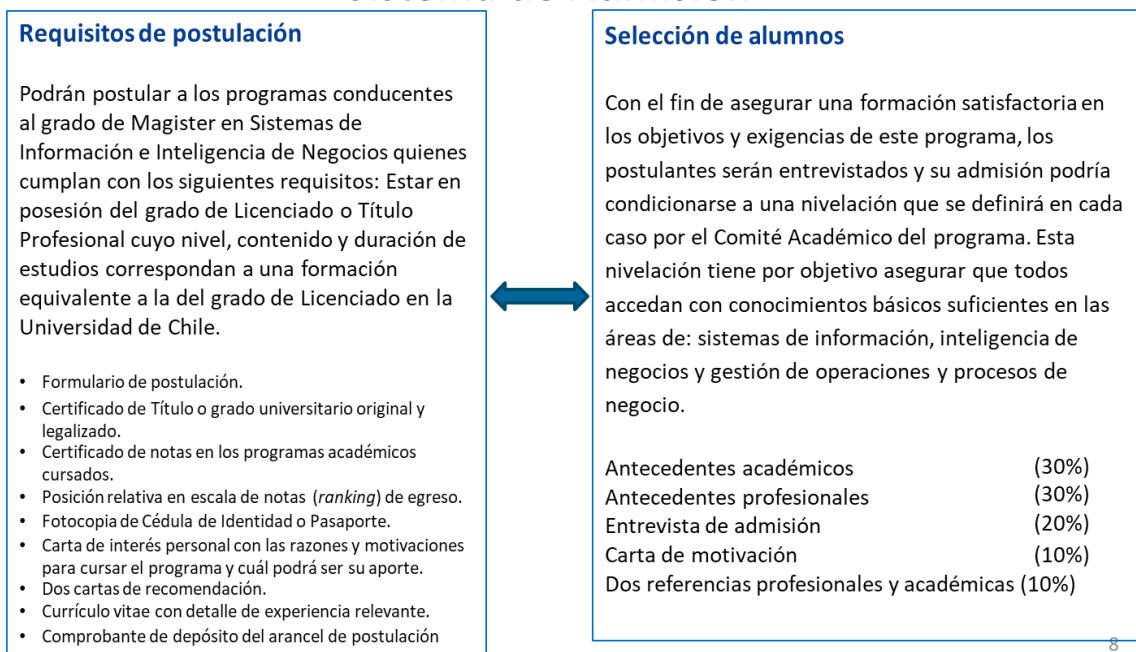 Requisitos de postulación
Podrán postular a los programas conducentes
al grado de Magister en Sistemas de
Información e Inteligencia de Negocios quienes
cumplan con los siguientes requisitos: Estar en
posesión del grado de Licenciado o Título
Profesional cuyo nivel, contenido y duración de
estudios correspondan a una formación
equivalente a la del grado de Licenciado en la
Universidad de Chile.
• Formulario de postulación.
• Certificado de Título o grado universitario original y
legalizado.
• Certificado de notas en los programas académicos
cursados.
• Posición relativa en escala de notas (ranking) de egreso.
• Fotocopia de Cédula de Identidad o Pasaporte.
• Carta de interés personal con las razones y motivaciones
para cursar el programa y cuál podrá ser su aporte.
• Dos cartas de recomendación.
• Currículo vitae con detalle de experiencia relevante.
• Comprobante de depósito del arancel de postulación
Selección de alumnos
Con el fin de asegurar una formación satisfactoria en
los objetivos y exigencias de este programa, los
postulantes serán entrevistados y su admisión podría
condicionarse a una nivelación que se definirá en cada
caso por el Comité Académico del programa. Esta
nivelación tiene por objetivo asegurar que todos
accedan con conocimientos básicos suficientes en las
áreas de: sistemas de información, inteligencia de
negocios y gestión de operaciones y procesos de
negocio.
Antecedentes académicos (30%)
Antecedentes profesionales (30%)
Entrevista de admisión (20%)
Carta de motivación (10%)
Dos referencias profesionales y académicas (10%)
8